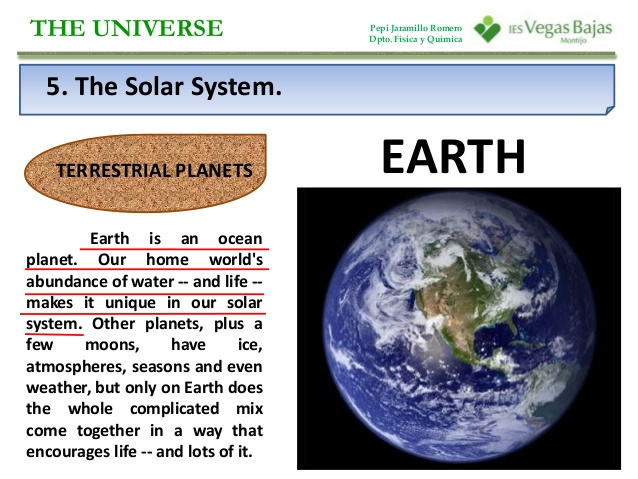 THE UNIVERSE
Pepi Jaramillo Romero
Dpto. Física y Química
IES Vegas Bajas
Montijo
5. The Solar System.
TERRESTRIAL PLANETS
EARTH
Earth is an ocean
planet. Our home world's
abundance of water -- and life --
makes it unique in our solar
system. Other planets, plus a
few moons, have ice,
atmospheres, seasons and even
weather, but only on Earth does
the whole complicated mix
come together in a way that
encourages life -- and lots of it.